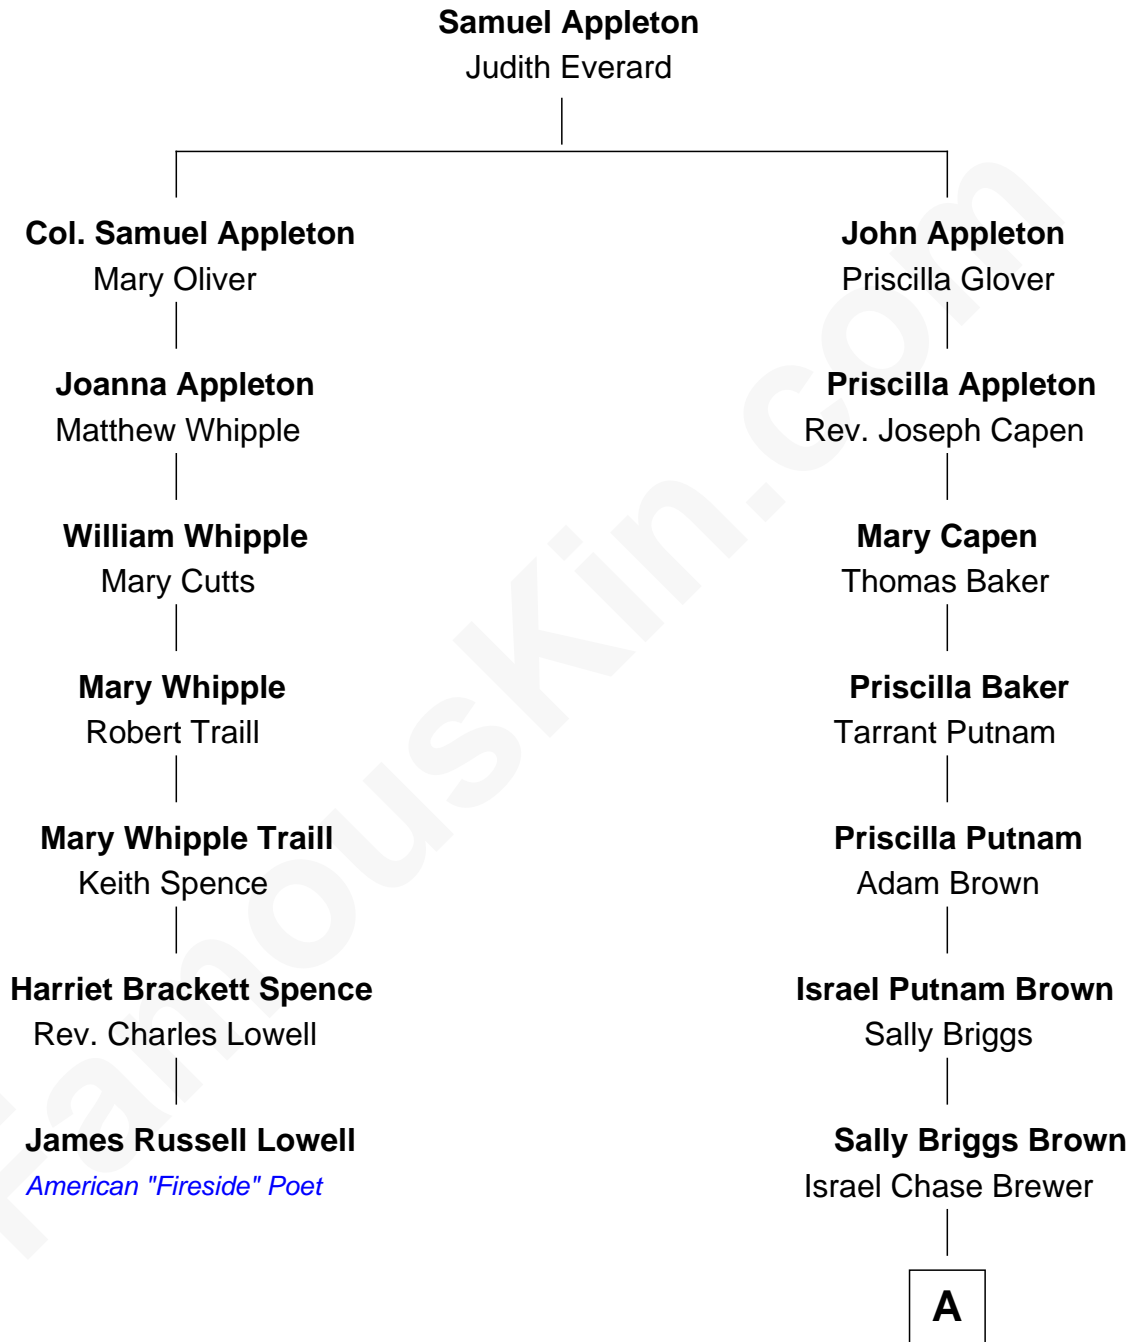 Samuel Appleton
Judith Everard
Col. Samuel Appleton
Mary Oliver
Joanna Appleton
Matthew Whipple
William Whipple
Mary Cutts
Mary Whipple
Robert Traill
Mary Whipple Traill
Keith Spence
Harriet Brackett Spence
Rev. Charles Lowell
James Russell Lowell
American "Fireside" Poet
John Appleton
Priscilla Glover
Priscilla Appleton
Rev. Joseph Capen
Mary Capen
Thomas Baker
Priscilla Baker
Tarrant Putnam
Priscilla Putnam
Adam Brown
Israel Putnam Brown
Sally Briggs
Sally Briggs Brown
Israel Chase Brewer
A
FamousKin.com